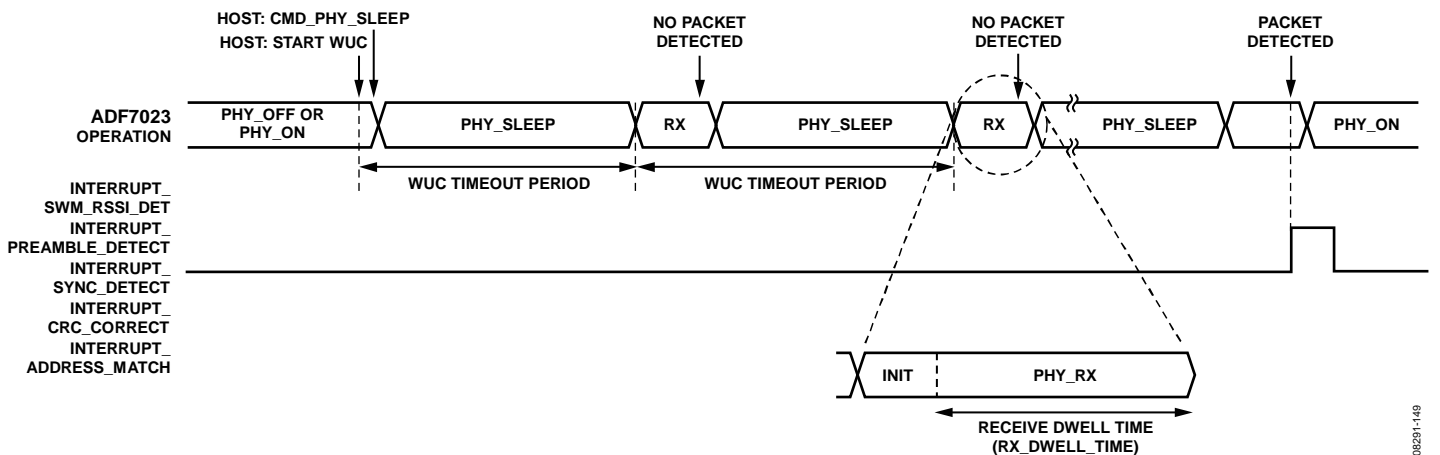 HOST: CMD_PHY_SLEEP
HOST: START WUC
NO PACKET
DETECTED
NO PACKET
DETECTED
PACKET
DETECTED
ADF7023
OPERATION
PHY_OFF OR
PHY_ON
PHY_SLEEP
RX
PHY_SLEEP
RX
PHY_SLEEP
PHY_ON
WUC TIMEOUT PERIOD
WUC TIMEOUT PERIOD
INTERRUPT_
SWM_RSSI_DET
INTERRUPT_
PREAMBLE_DETECT
INTERRUPT_
SYNC_DETECT
INTERRUPT_
CRC_CORRECT
INTERRUPT_
ADDRESS_MATCH
INIT
PHY_RX
RECEIVE DWELL TIME
(RX_DWELL_TIME)
08291-149